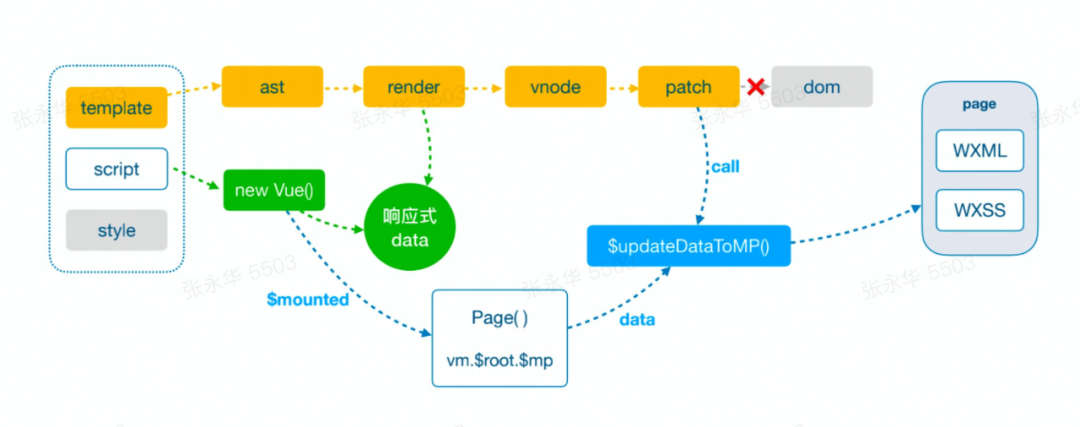 template
script
style
ast
render
vnode
patch
dom
new Vue()
响应式
data
$mounted
Page( )
vm.$root.$mp
call
data
$updateDataToMP()
page
WXML
WXSS
张永华 5503
张永华 5503
张永华 5503
张永华 5503
张永华 5503
张永华 5503